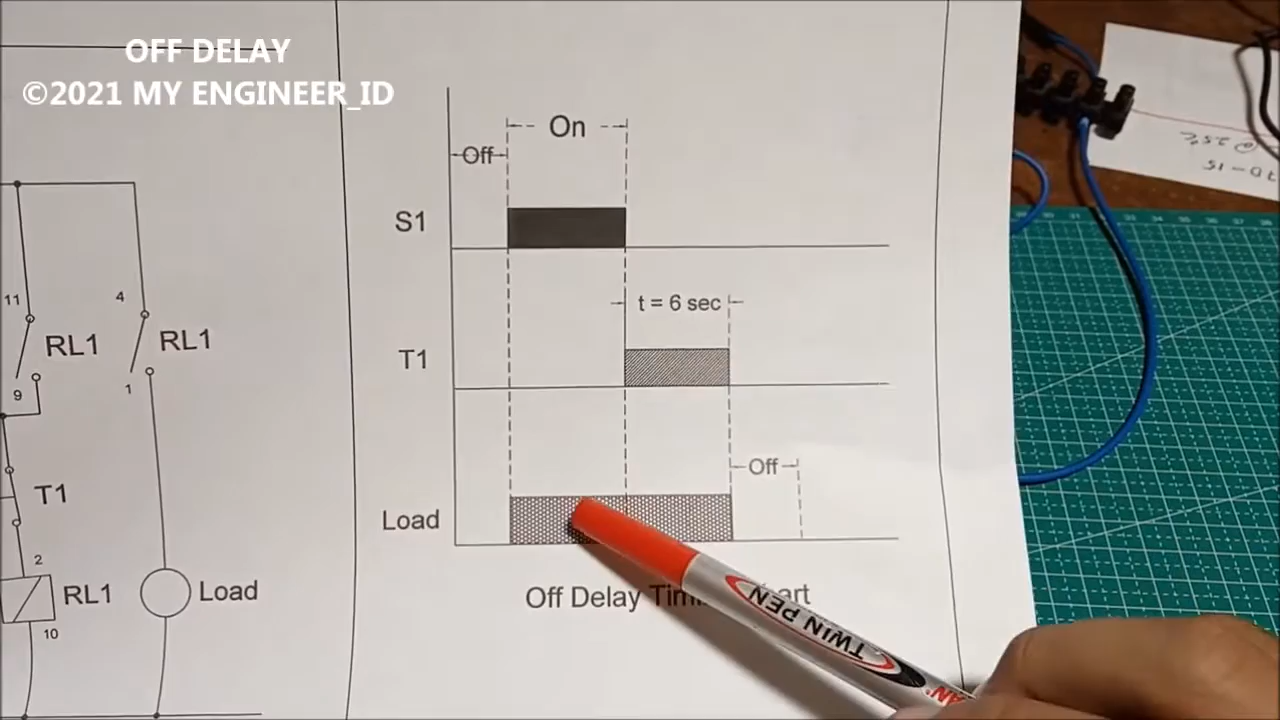 OFF DELAY
©2021 MY ENGINEER_ID
On
Off
S1
t = 6 sec
T1
Off
Load
Off Delay
11
RL1
9
4
RL1
1
T1
2
RL1
10
Load
TWIN PEN